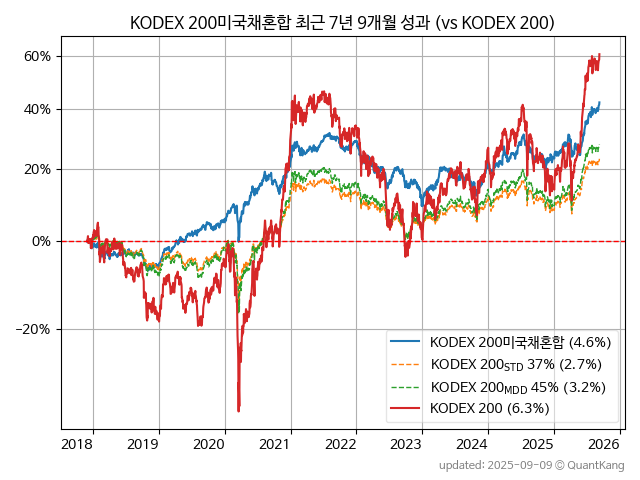 KODEX 200미국채혼합 최근 7년 9개월 성과 (vs KODEX 200)
60%
40%
20%
0%
−20%
KODEX 200미국채혼합 (4.6%)
KODEX 200STD 37% (2.7%)
KODEX 200MDD 45% (3.2%)
KODEX 200 (6.3%)
2018 2019 2020 2021 2022 2023 2024 2025 2026
updated: 2025-09-09 © QuantKang